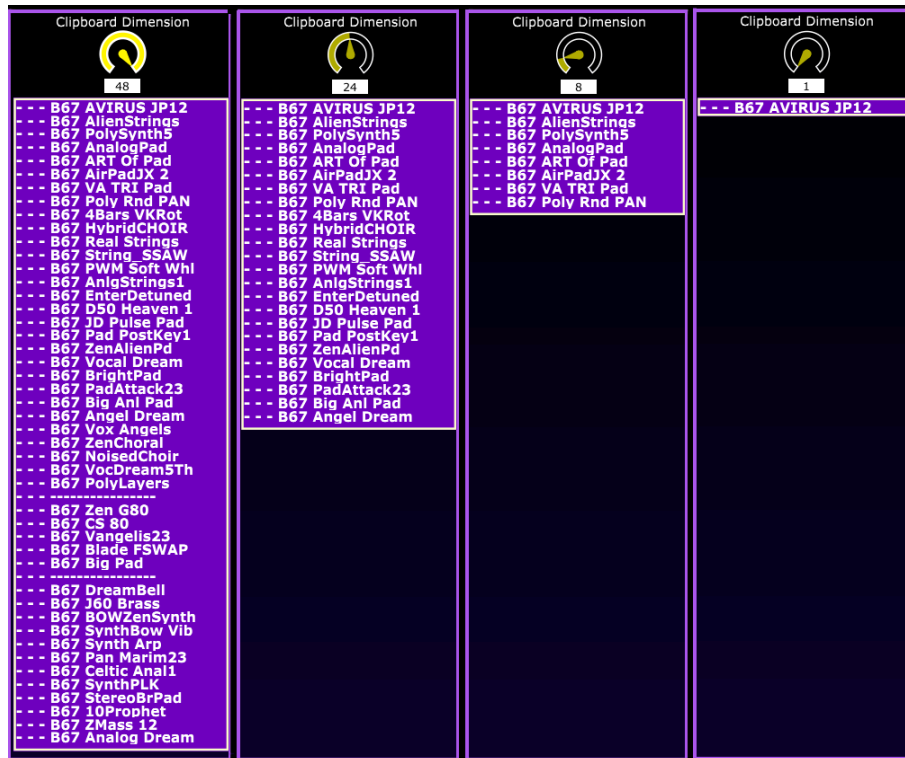 Clipboard Dimension
48
- - - B67 AVIRUS JP12
- - - B67 AlienStrings
- - - B67 PolySynth5
- - - B67 AnalogPad
- - - B67 ART Of Pad
- - - B67 AirPadJX 2
- - - B67 VA TRI Pad
- - - B67 Poly Rnd PAN
- - - B67 4Bars VKRot
- - - B67 HybridCHOIR
- - - B67 Real Strings
- - - B67 String_SSAW
- - - B67 PWM Soft Whl
- - - B67 AnlgStrings1
- - - B67 EnterDetuned
- - - B67 D50 Heaven 1
- - - B67 JD Pulse Pad
- - - B67 Pad PostKey1
- - - B67 ZenAlienPd
- - - B67 Vocal Dream
- - - B67 BrightPad
- - - B67 PadAttack23
- - - B67 Big Anl Pad
- - - B67 Angel Dream
- - - B67 Vox Angels
- - - B67 ZenChoral
- - - B67 NoisedChoir
- - - B67 VocDream5Th
- - - B67 PolyLayers
- - - ----------------
- - - B67 Zen G80
- - - B67 CS 80
- - - B67 Vangelis23
- - - B67 Blade FSWAP
- - - B67 Big Pad
- - - ----------------
- - - B67 DreamBell
- - - B67 J60 Brass
- - - B67 BOWZenSynth
- - - B67 SynthBow Vib
- - - B67 Synth Arp
- - - B67 Pan Marim23
- - - B67 Celtic Anal1
- - - B67 SynthPLK
- - - B67 StereoBrPad
- - - B67 10Prophet
- - - B67 ZMass 12
- - - B67 Analog Dream
Clipboard Dimension
24
- - - B67 AVIRUS JP12
- - - B67 AlienStrings
- - - B67 PolySynth5
- - - B67 AnalogPad
- - - B67 ART Of Pad
- - - B67 AirPadJX 2
- - - B67 VA TRI Pad
- - - B67 Poly Rnd PAN
- - - B67 4Bars VKRot
- - - B67 HybridCHOIR
- - - B67 Real Strings
- - - B67 String_SSAW
- - - B67 PWM Soft Whl
- - - B67 AnlgStrings1
- - - B67 EnterDetuned
- - - B67 D50 Heaven 1
- - - B67 JD Pulse Pad
- - - B67 Pad PostKey1
- - - B67 ZenAlienPd
- - - B67 Vocal Dream
- - - B67 BrightPad
- - - B67 PadAttack23
- - - B67 Big Anl Pad
- - - B67 Angel Dream
Clipboard Dimension
8
- - - B67 AVIRUS JP12
- - - B67 AlienStrings
- - - B67 PolySynth5
- - - B67 AnalogPad
- - - B67 ART Of Pad
- - - B67 AirPadJX 2
- - - B67 VA TRI Pad
- - - B67 Poly Rnd PAN
Clipboard Dimension
1
- - - B67 AVIRUS JP12